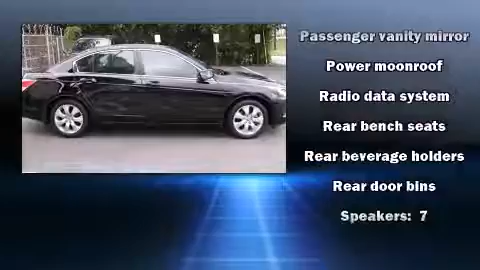 Passenger vanity mirror
Power moonroof
Radio data system
Rear bench seats
Rear beverage holders
Rear door bins
Speakers: 7